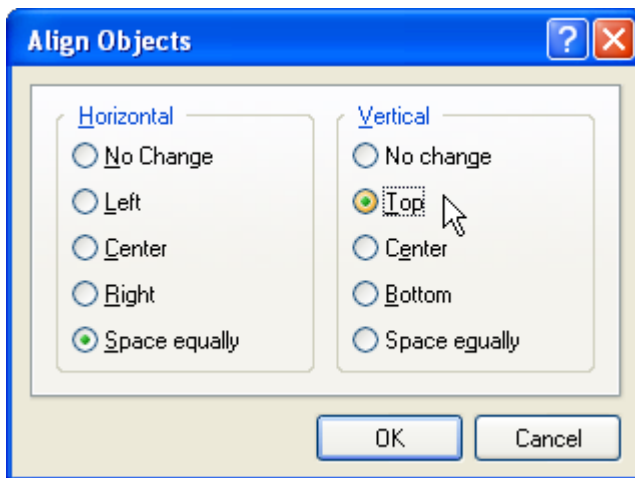 Align Objects
Horizontal
No Change
Left
Center
Right
Space equally
Vertical
No change
Top
Center
Bottom
Space equally
OK
Cancel